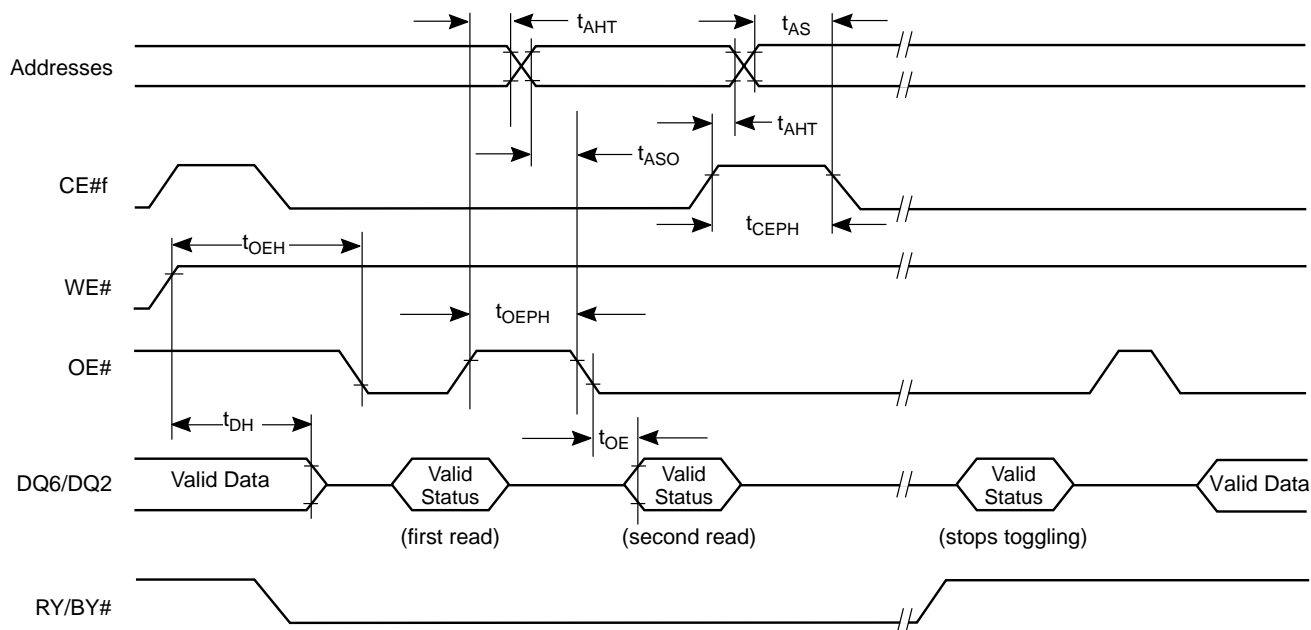 tAHT
tAS
Addresses
tAHT
tASO
CE#f
tCEPH
tOEH
WE#
tOEPH
OE#
tDH
tOE
DQ6/DQ2
Valid Data
Valid
Status
Valid
Status
Valid
Status
Valid Data
(first read)
(second read)
(stops toggling)
RY/BY#